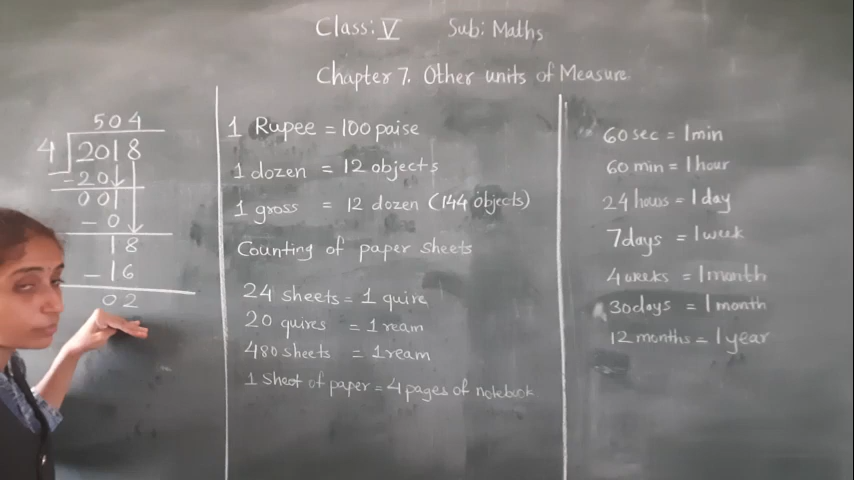 Class: V Sub: Maths
Chapter 7. Other units of Measure.
504
4 2018
-20
001
-0
18
-16
02
1 Rupee = 100 paise
1 dozen = 12 objects
1 gross = 12 dozen (144 objects)
Counting of paper sheets
24 sheets = 1 quire
20 quires = 1 ream
480 sheets = 1 ream
1 Sheet of paper = 4 pages of notebook
60 sec = 1 min
60 min = 1 hour
24 hours = 1 day
7 days = 1 week
4 weeks = 1 month
30 days = 1 month
12 months = 1 year